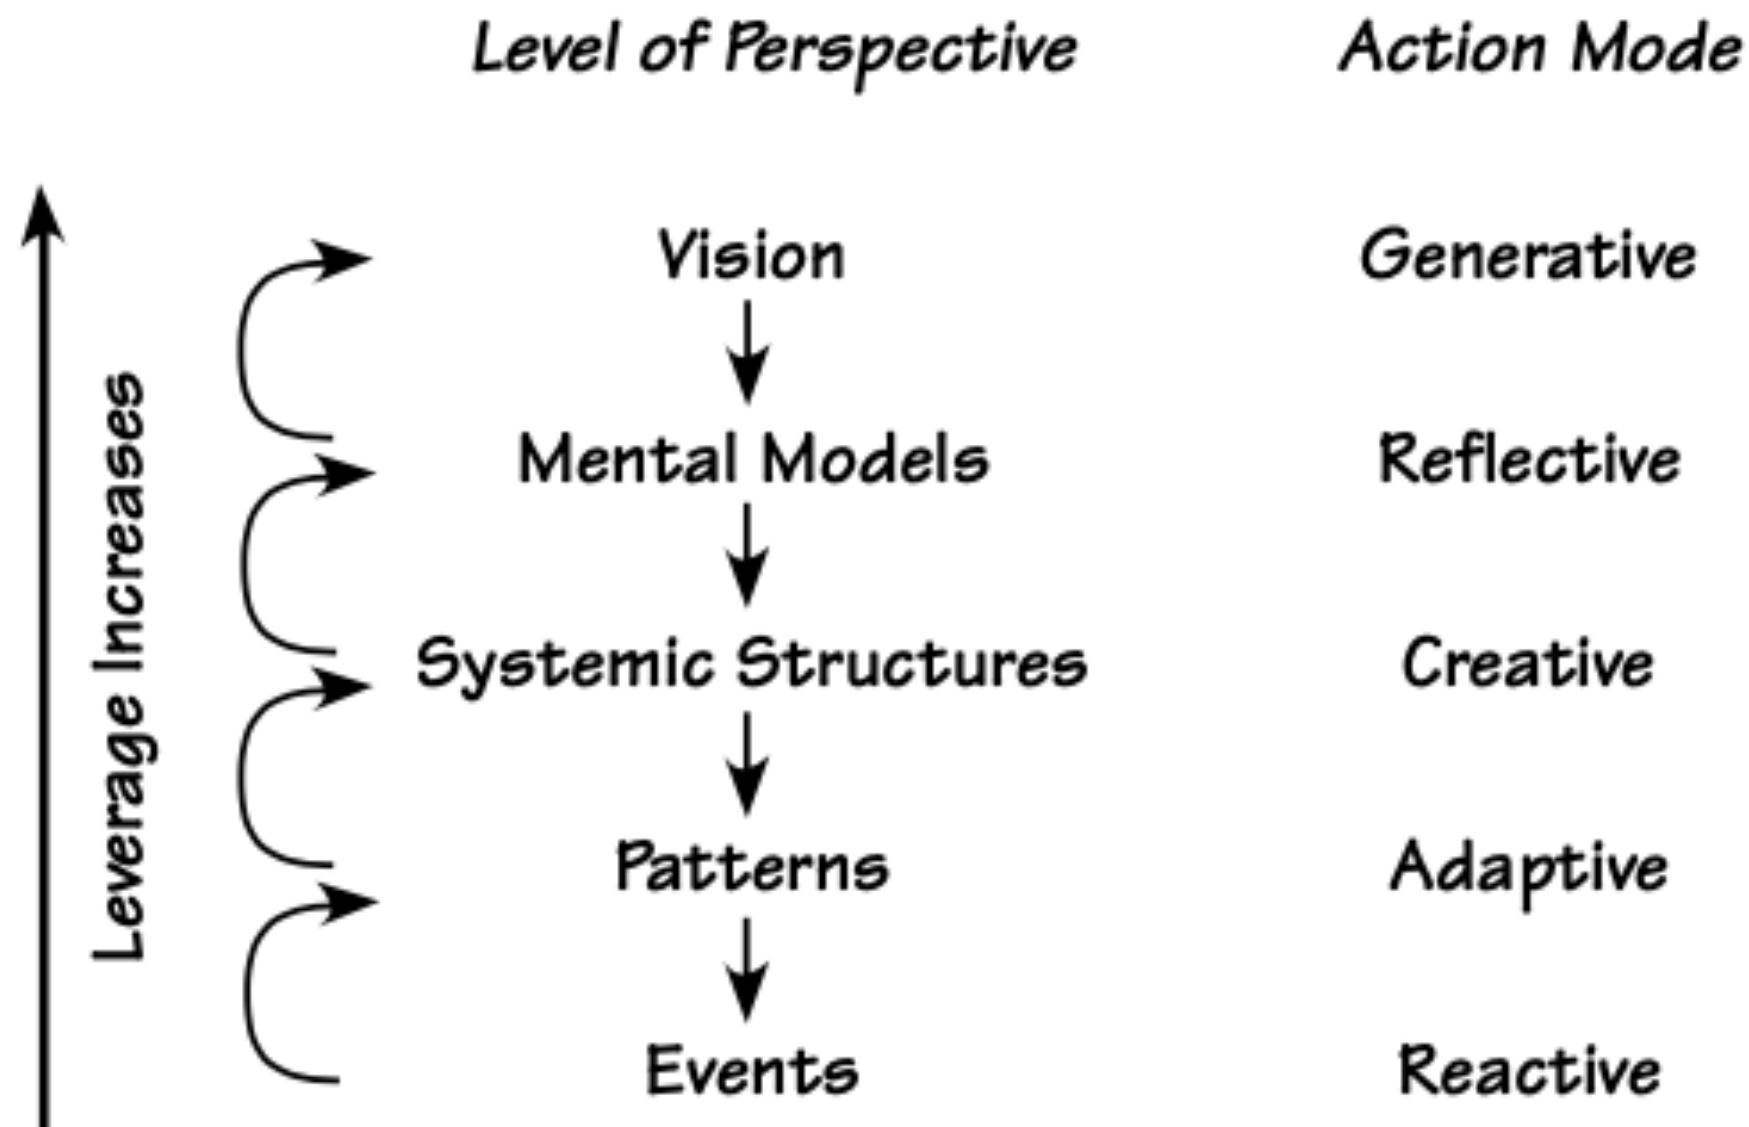 Level of Perspective
Action Mode
Leverage Increases
Vision
Generative
Mental Models
Reflective
Systemic Structures
Creative
Patterns
Adaptive
Events
Reactive